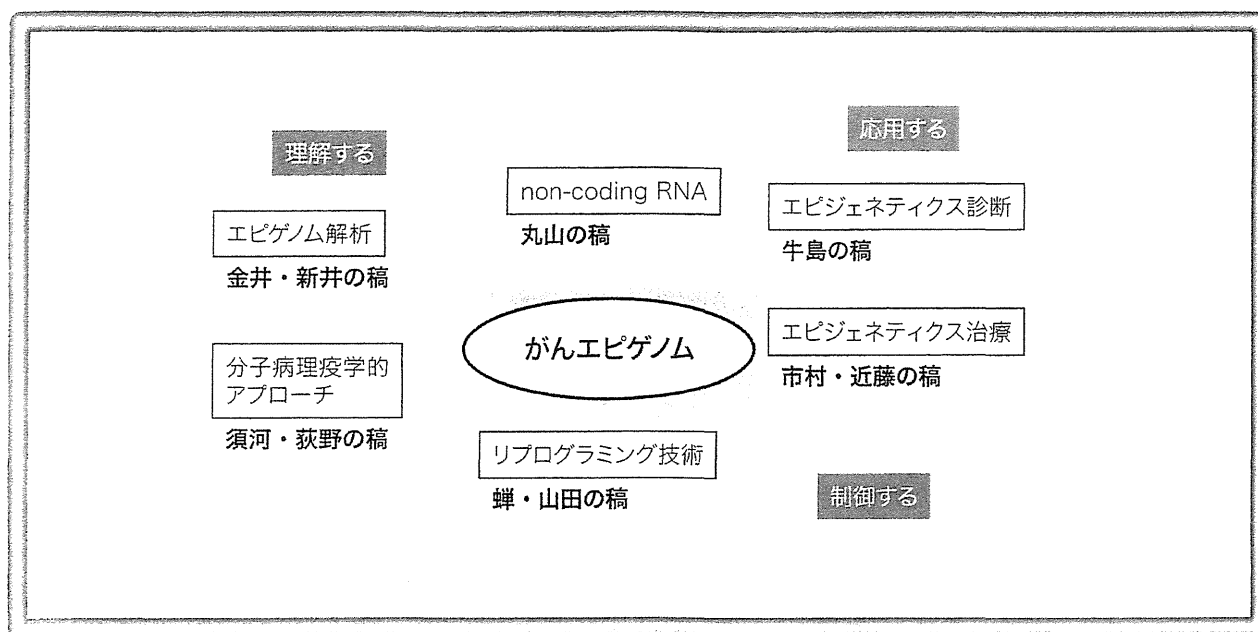 理解する
エピゲノム解析
金井・新井の稿
分子病理疫学的
アプローチ
須河・荻野の稿
non-coding RNA
丸山の稿
がんエピゲノム
リプログラミング技術
蝉・山田の稿
応用する
エピジェネティクス診断
牛島の稿
エピジェネティクス治療
市村・近藤の稿
制御する